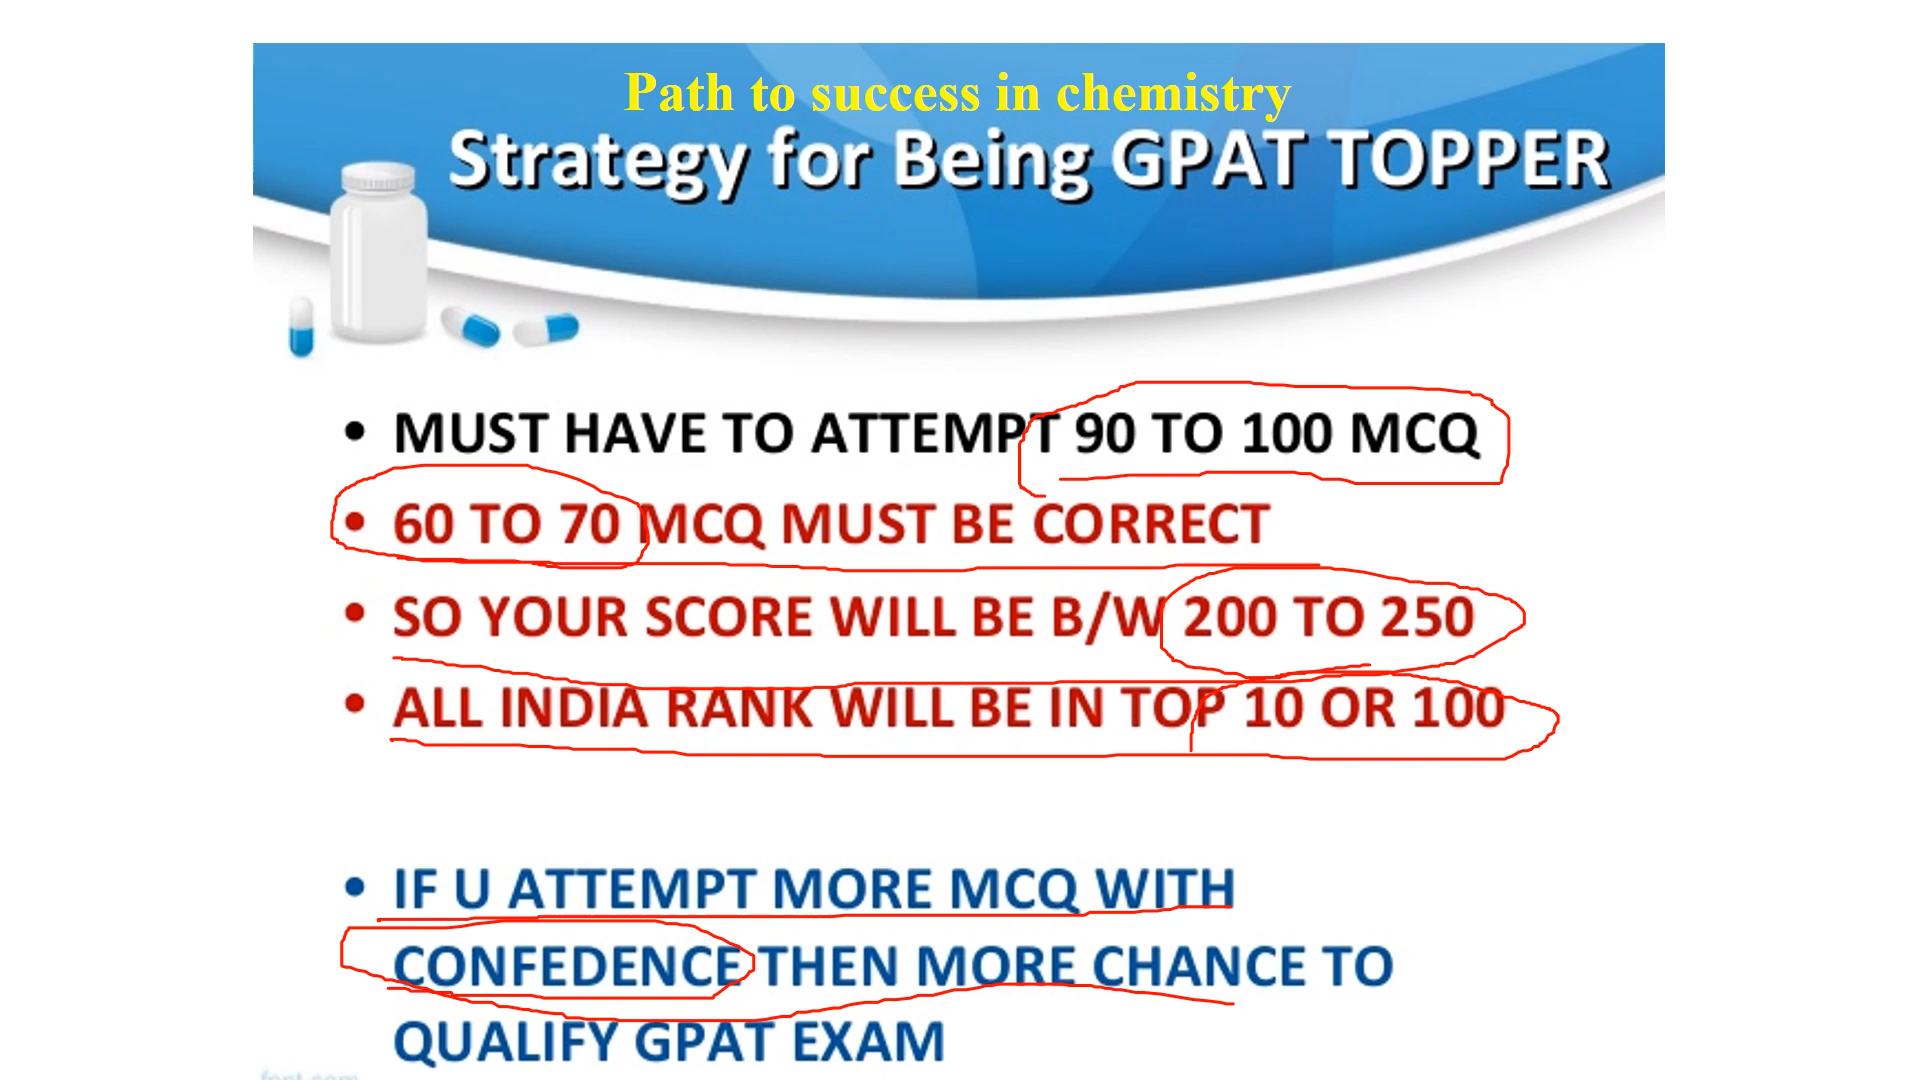 Path to success in chemistry
Strategy for Being GPAT TOPPER
• MUST HAVE TO ATTEMPT 90 TO 100 MCQ
• 60 TO 70 MCQ MUST BE CORRECT
• SO YOUR SCORE WILL BE B/W 200 TO 250
• ALL INDIA RANK WILL BE IN TOP 10 OR 100
• IF U ATTEMPT MORE MCQ WITH
CONFEDENCE THEN MORE CHANCE TO
QUALIFY GPAT EXAM